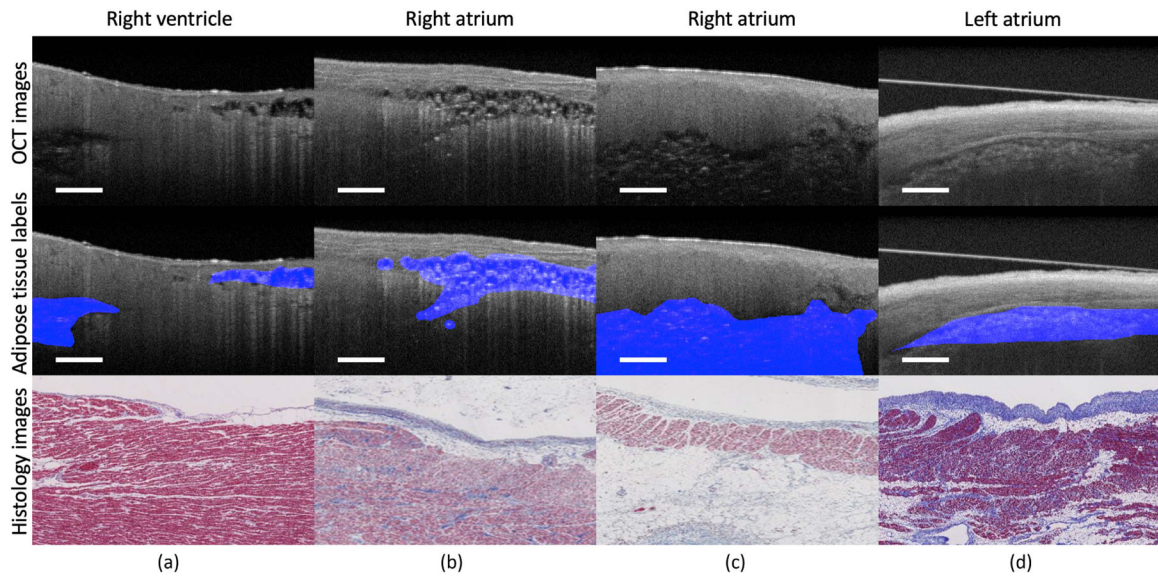 Right ventricle
Right atrium
Right atrium
Left atrium
OCT images
Adipose tissue labels
Histology images
(a)
(b)
(c)
(d)